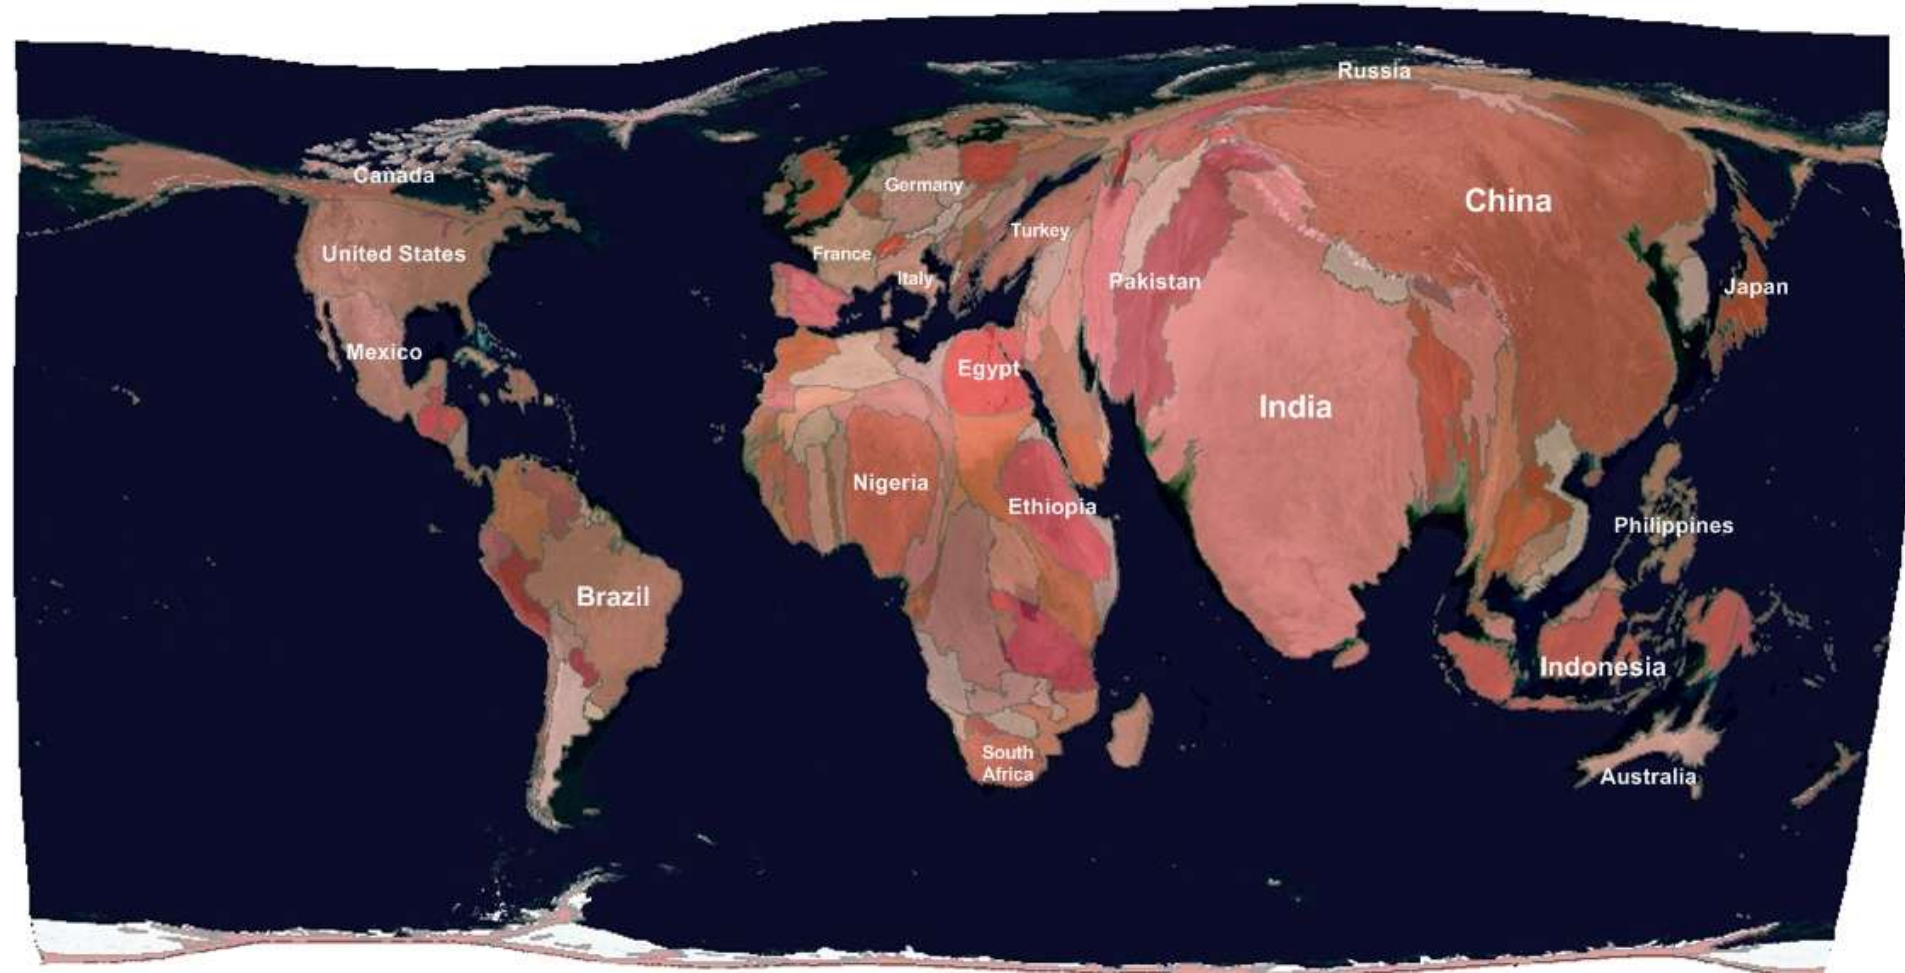 Russia
Canada
Germany
China
Turkey
United States
France
Italy
Pakistan
Japan
Mexico
Egypt
India
Nigeria
Ethiopia
Philippines
Brazil
Indonesia
South
Africa
Australia